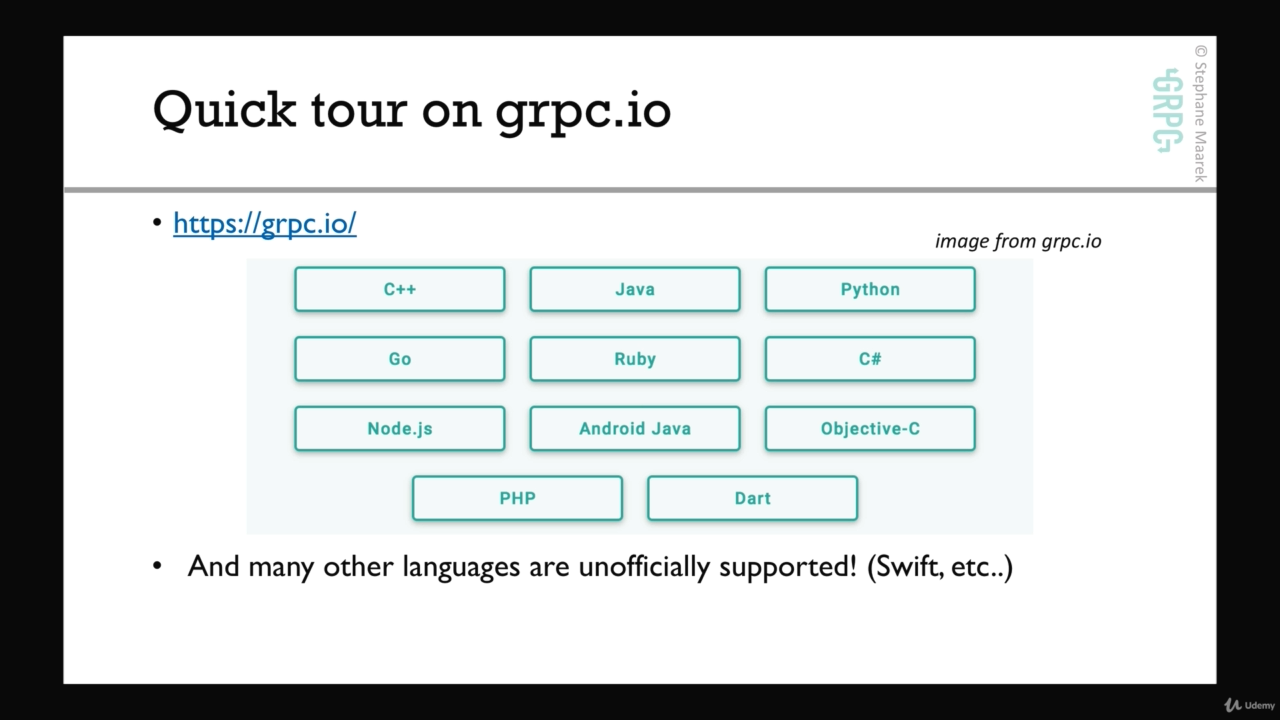 Quick tour on grpc.io
GRPC
© Stephane Maarek
• https://grpc.io/
image from grpc.io
C++ Java Python
Go Ruby C#
Node.js Android Java Objective-C
PHP Dart
• And many other languages are unofficially supported! (Swift, etc..)
Udemy